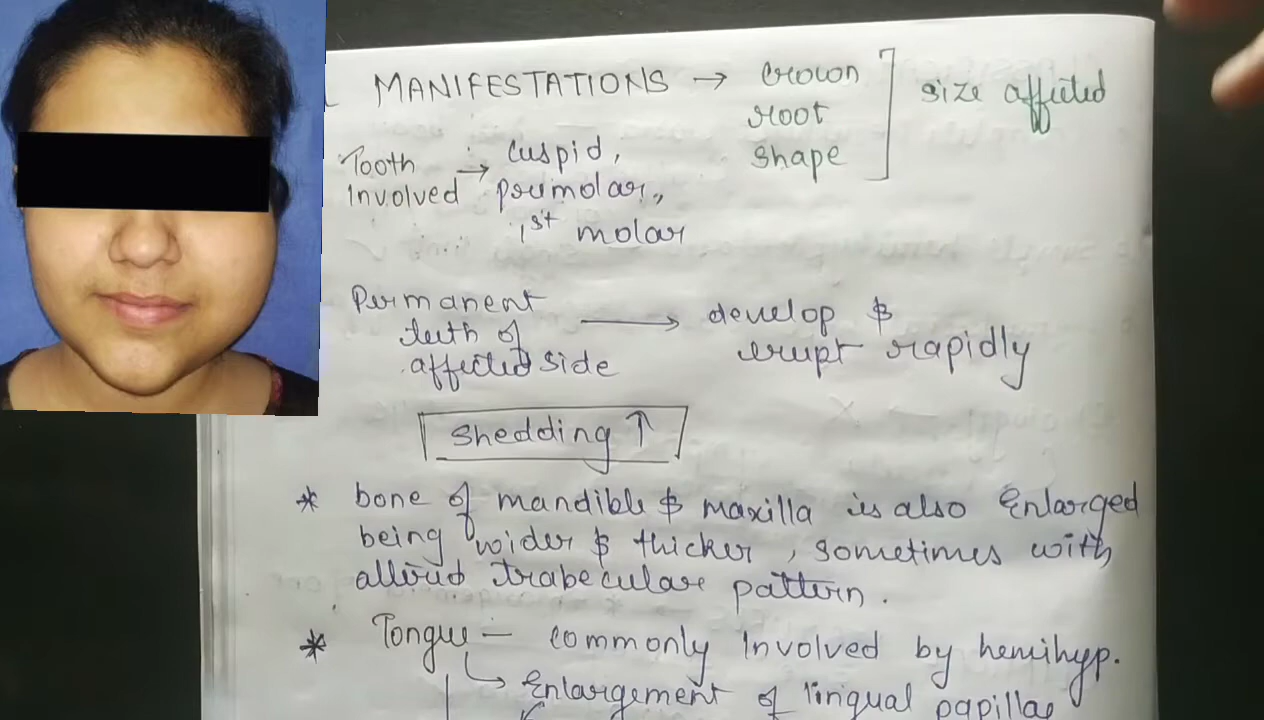 L MANIFESTATIONS → crown
root
shape
size affected
Tooth Involved → cuspid,
premolar,
1st molar
Permanent
teeth of
affected side
→ develop &
erupt rapidly
Shedding ↑
* bone of mandible & maxilla is also Enlarged
being wider & thicker, sometimes with
altered trabecular pattern.
* Tongue — commonly Involved by hemihyp.
↳ Enlargement of lingual papillae